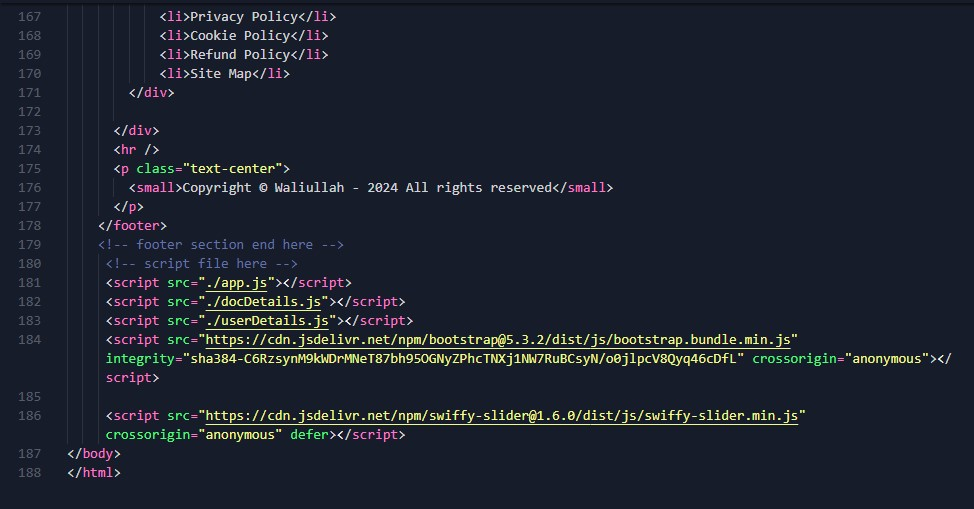 167 <li>Privacy Policy</li>
168 <li>Cookie Policy</li>
169 <li>Refund Policy</li>
170 <li>Site Map</li>
171 </div>
172
173 </div>
174 <hr />
175 <p class="text-center">
176 <small>Copyright © Waliullah - 2024 All rights reserved</small>
177 </p>
178 </footer>
179 <!-- footer section end here -->
180 <!-- script file here -->
181 <script src="./app.js"></script>
182 <script src="./docDetails.js"></script>
183 <script src="./userDetails.js"></script>
184 <script src="https://cdn.jsdelivr.net/npm/bootstrap@5.3.2/dist/js/bootstrap.bundle.min.js"
integrity="sha384-C6RzsynM9kWDrMNeT87bh95OGNyZPhcTNXj1NW7RuBCsyN/o0jlpcV8Qyq46cDfL" crossorigin="anonymous"></
script>
185
186 <script src="https://cdn.jsdelivr.net/npm/swiffy-slider@1.6.0/dist/js/swiffy-slider.min.js"
crossorigin="anonymous" defer></script>
187 </body>
188 </html>